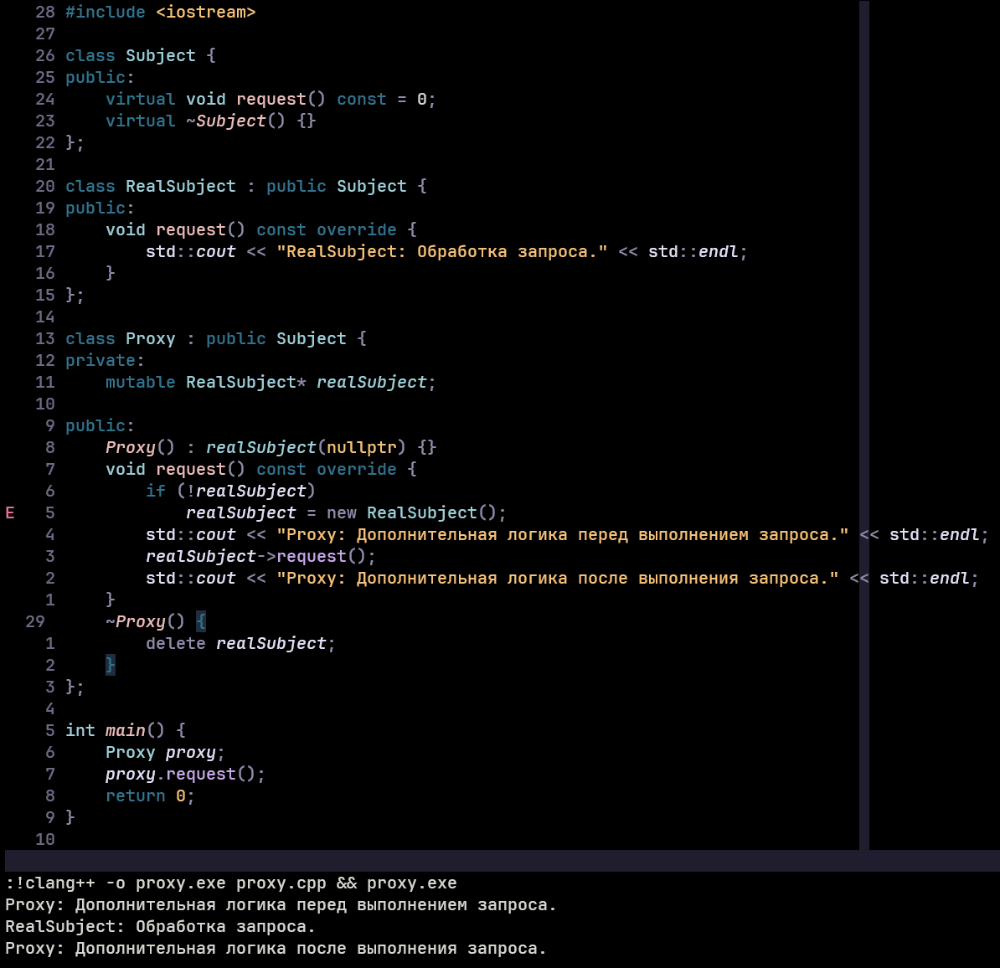 28 #include <iostream>
27
26 class Subject {
25 public:
24     virtual void request() const = 0;
23     virtual ~Subject() {}
22 };
21
20 class RealSubject : public Subject {
19 public:
18     void request() const override {
17         std::cout << "RealSubject: Обработка запроса." << std::endl;
16     }
15 };
14
13 class Proxy : public Subject {
12 private:
11     mutable RealSubject* realSubject;
10
9 public:
8     Proxy() : realSubject(nullptr) {}
7     void request() const override {
6         if (!realSubject)
E 5             realSubject = new RealSubject();
4         std::cout << "Proxy: Дополнительная логика перед выполнением запроса." << std::endl;
3         realSubject->request();
2         std::cout << "Proxy: Дополнительная логика после выполнения запроса." << std::endl;
1     }
29     ~Proxy() {
1         delete realSubject;
2     }
3 };
4
5 int main() {
6     Proxy proxy;
7     proxy.request();
8     return 0;
9 }
10
:!clang++ -o proxy.exe proxy.cpp && proxy.exe
Proxy: Дополнительная логика перед выполнением запроса.
RealSubject: Обработка запроса.
Proxy: Дополнительная логика после выполнения запроса.